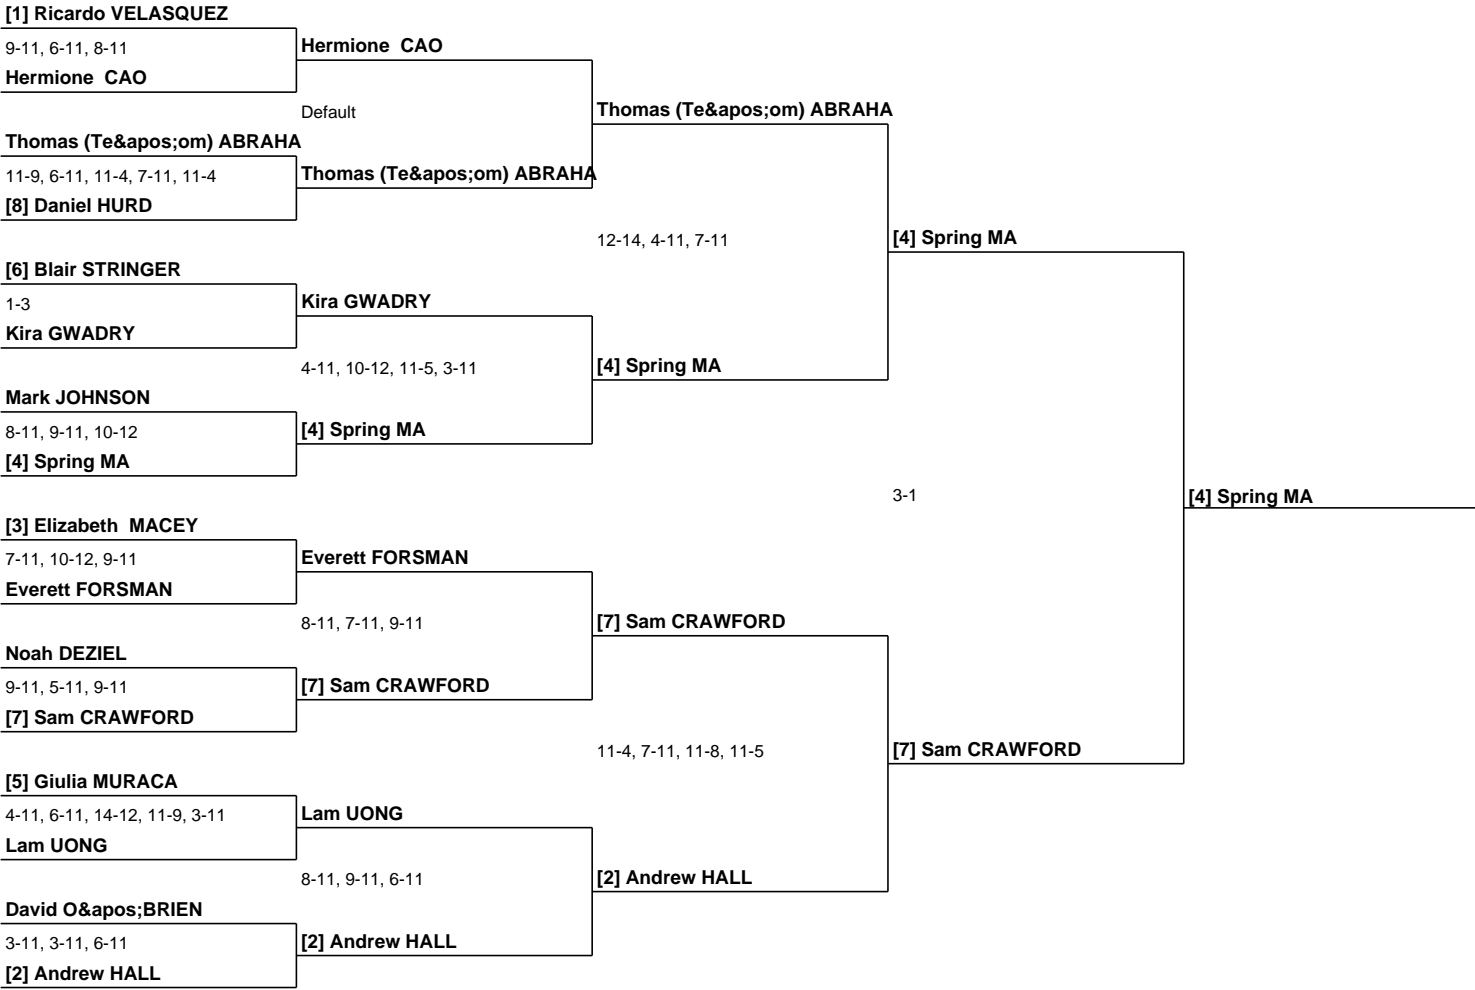 [1] Ricardo VELASQUEZ
9-11, 6-11, 8-11
Hermione  CAO
Hermione  CAO
Default
Thomas (Te&apos;om) ABRAHA
Thomas (Te&apos;om) ABRAHA
11-9, 6-11, 11-4, 7-11, 11-4
Thomas (Te&apos;om) ABRAHA
[8] Daniel HURD
12-14, 4-11, 7-11
[4] Spring MA
[6] Blair STRINGER
1-3
Kira GWADRY
Kira GWADRY
4-11, 10-12, 11-5, 3-11
[4] Spring MA
Mark JOHNSON
8-11, 9-11, 10-12
[4] Spring MA
[4] Spring MA
3-1
[4] Spring MA
[3] Elizabeth  MACEY
7-11, 10-12, 9-11
Everett FORSMAN
Everett FORSMAN
8-11, 7-11, 9-11
[7] Sam CRAWFORD
Noah DEZIEL
9-11, 5-11, 9-11
[7] Sam CRAWFORD
[7] Sam CRAWFORD
11-4, 7-11, 11-8, 11-5
[7] Sam CRAWFORD
[5] Giulia MURACA
4-11, 6-11, 14-12, 11-9, 3-11
Lam UONG
Lam UONG
8-11, 9-11, 6-11
[2] Andrew HALL
David O&apos;BRIEN
3-11, 3-11, 6-11
[2] Andrew HALL
[2] Andrew HALL